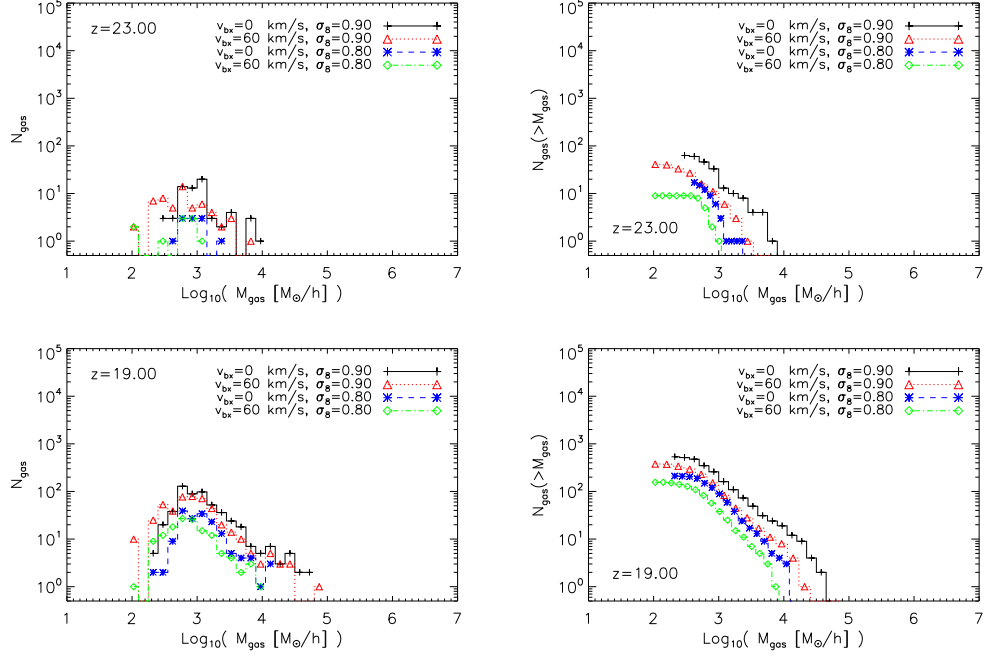 z=23.00
v_bx=0 km/s, σ_8=0.90
v_bx=60 km/s, σ_8=0.90
v_bx=0 km/s, σ_8=0.80
v_bx=60 km/s, σ_8=0.80
N_gas
10^5
10^4
10^3
10^2
10^1
10^0
1 2 3 4 5 6 7
Log_10( M_gas [M_⊙/h] )
z=23.00
v_bx=0 km/s, σ_8=0.90
v_bx=60 km/s, σ_8=0.90
v_bx=0 km/s, σ_8=0.80
v_bx=60 km/s, σ_8=0.80
N_gas(>M_gas)
10^5
10^4
10^3
10^2
10^1
10^0
1 2 3 4 5 6 7
Log_10( M_gas [M_⊙/h] )
z=19.00
v_bx=0 km/s, σ_8=0.90
v_bx=60 km/s, σ_8=0.90
v_bx=0 km/s, σ_8=0.80
v_bx=60 km/s, σ_8=0.80
N_gas
10^5
10^4
10^3
10^2
10^1
10^0
1 2 3 4 5 6 7
Log_10( M_gas [M_⊙/h] )
z=19.00
v_bx=0 km/s, σ_8=0.90
v_bx=60 km/s, σ_8=0.90
v_bx=0 km/s, σ_8=0.80
v_bx=60 km/s, σ_8=0.80
N_gas(>M_gas)
10^5
10^4
10^3
10^2
10^1
10^0
1 2 3 4 5 6 7
Log_10( M_gas [M_⊙/h] )